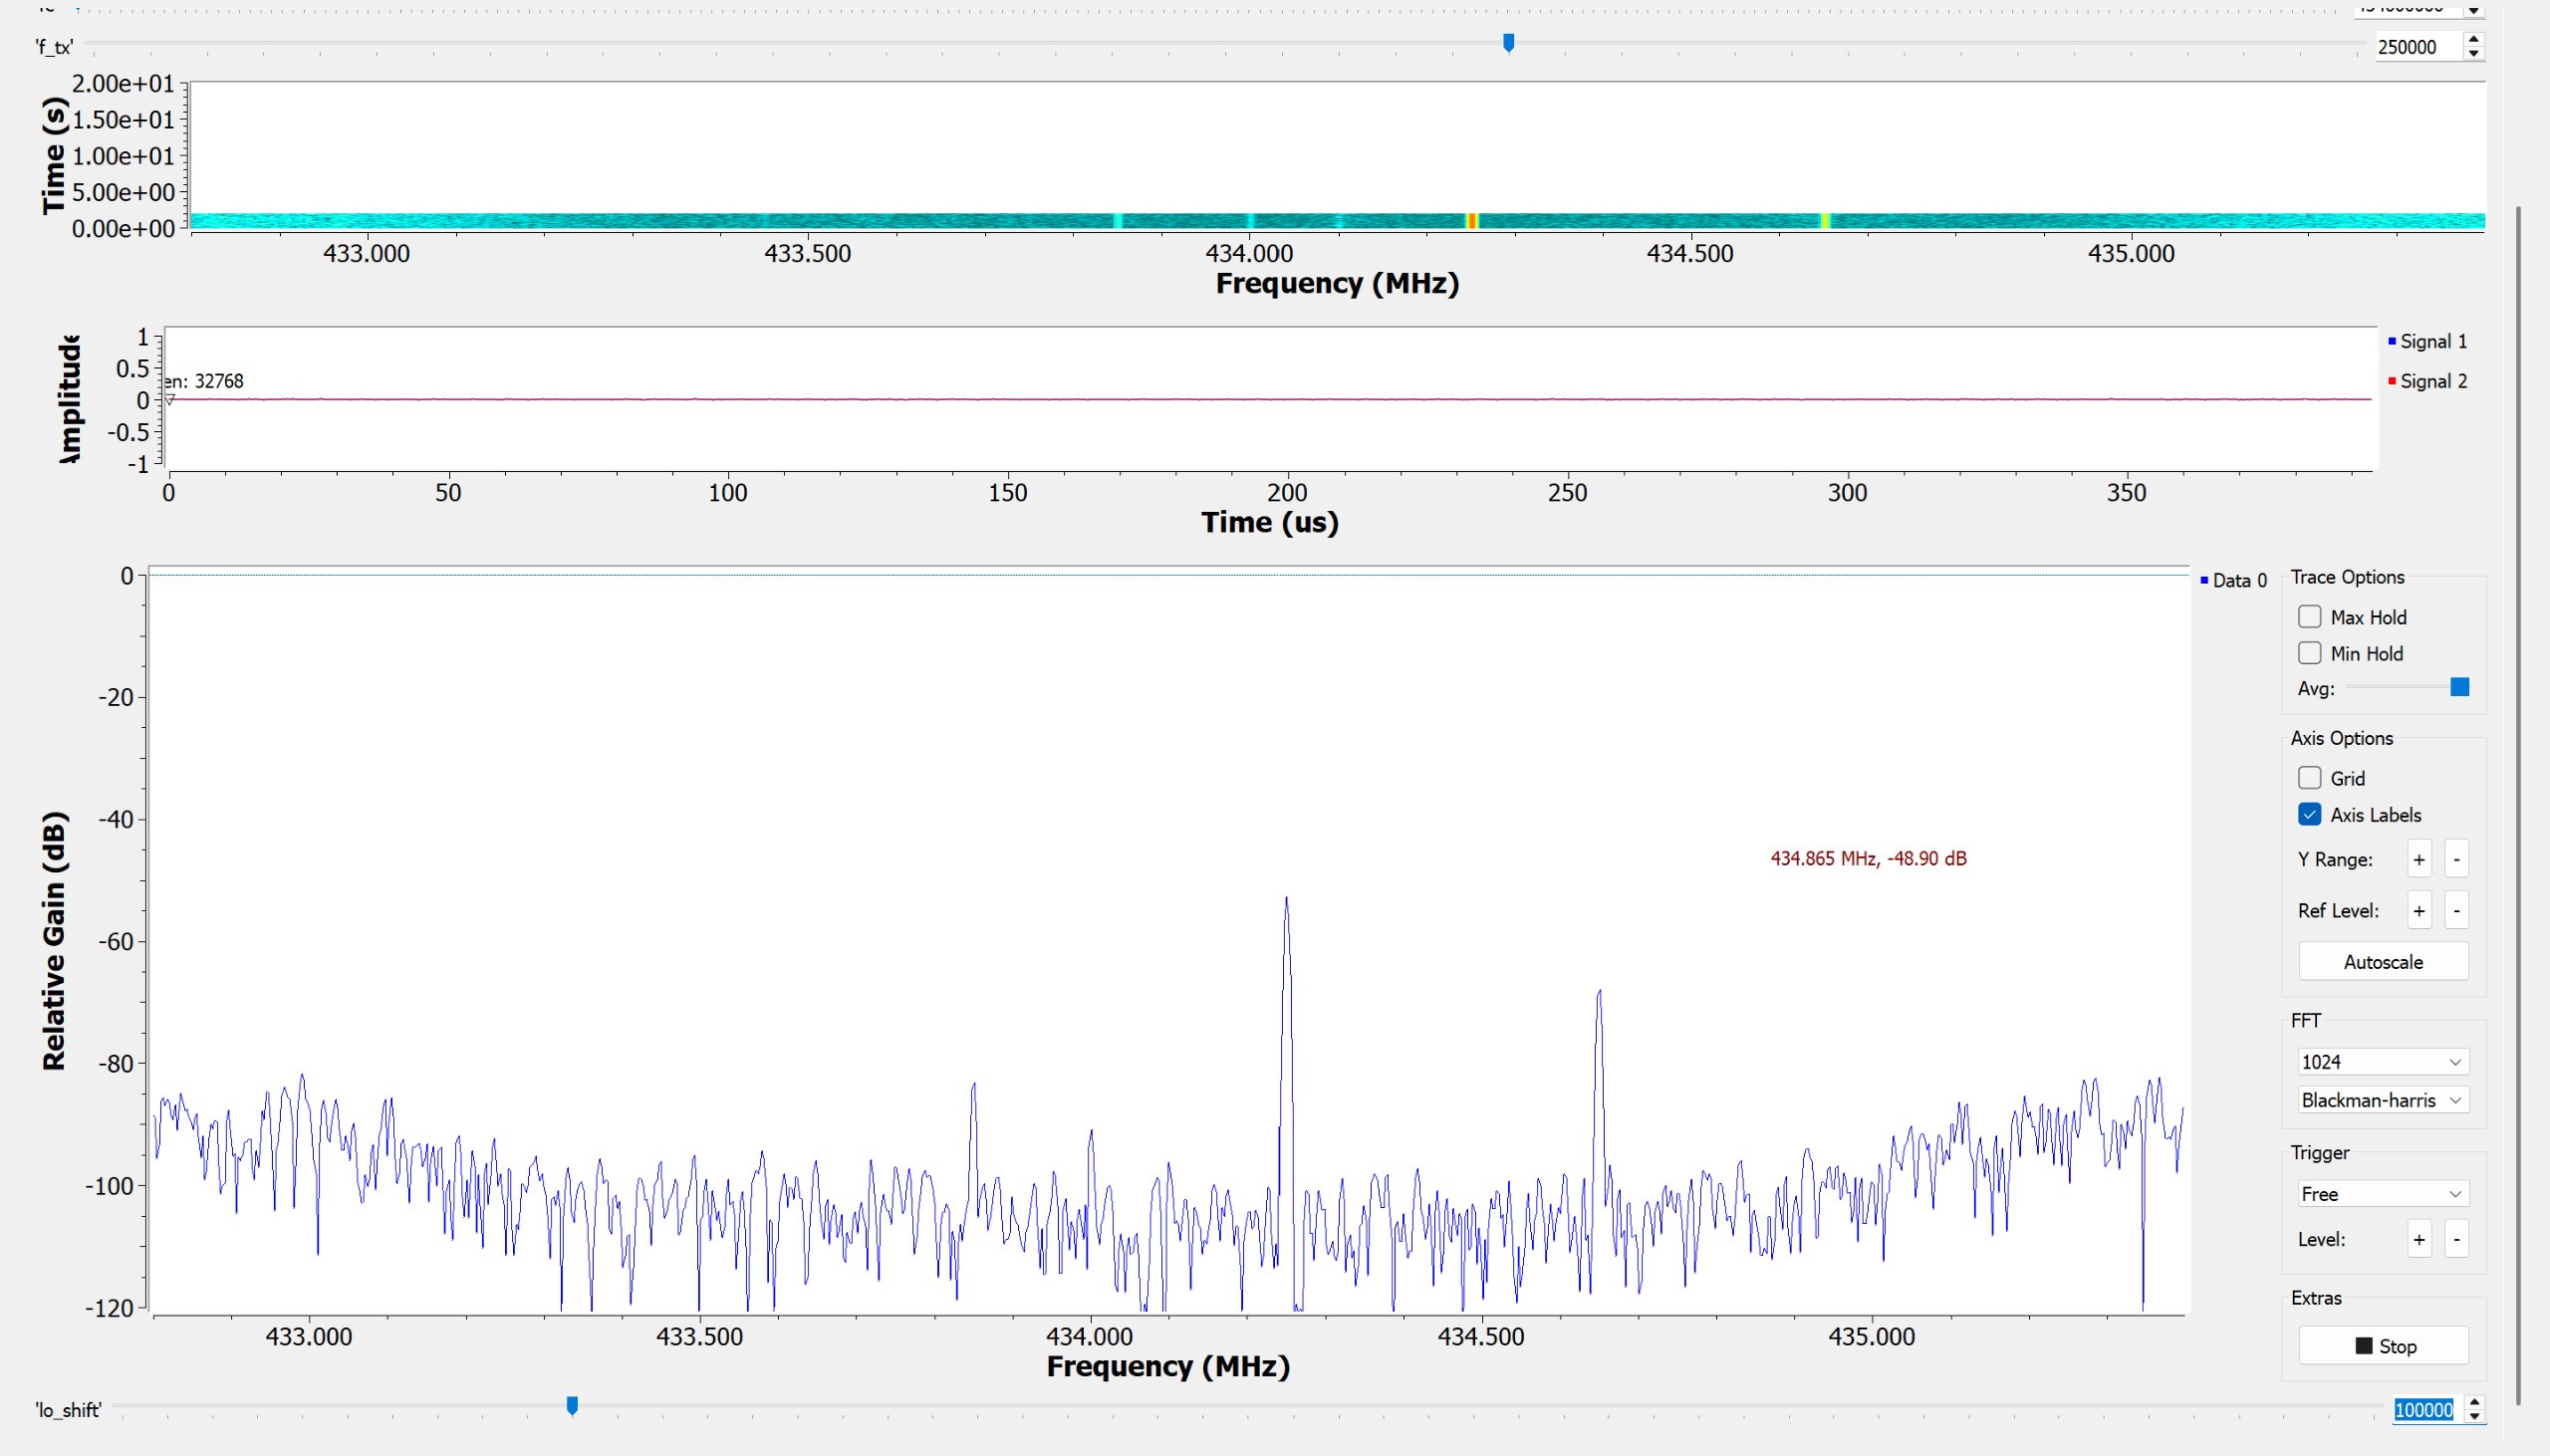 'f_tx' 250000
2.00e+01
1.50e+01
1.00e+01
5.00e+00
0.00e+00
Time (s)
433.000 433.500 434.000 434.500 435.000
Frequency (MHz)
1
0.5
0
-0.5
-1
en: 32768
Signal 1
Signal 2
0 50 100 150 200 250 300 350
Time (us)
0
-20
-40
-60
-80
-100
-120
Relative Gain (dB)
Data 0
434.865 MHz, -48.90 dB
433.000 433.500 434.000 434.500 435.000
Frequency (MHz)
Trace Options
Max Hold
Min Hold
Avg:
Axis Options
Grid
Axis Labels
Y Range: + -
Ref Level: + -
Autoscale
FFT
1024
Blackman-harris
Trigger
Free
Level: + -
Extras
Stop
'lo_shift' 100000